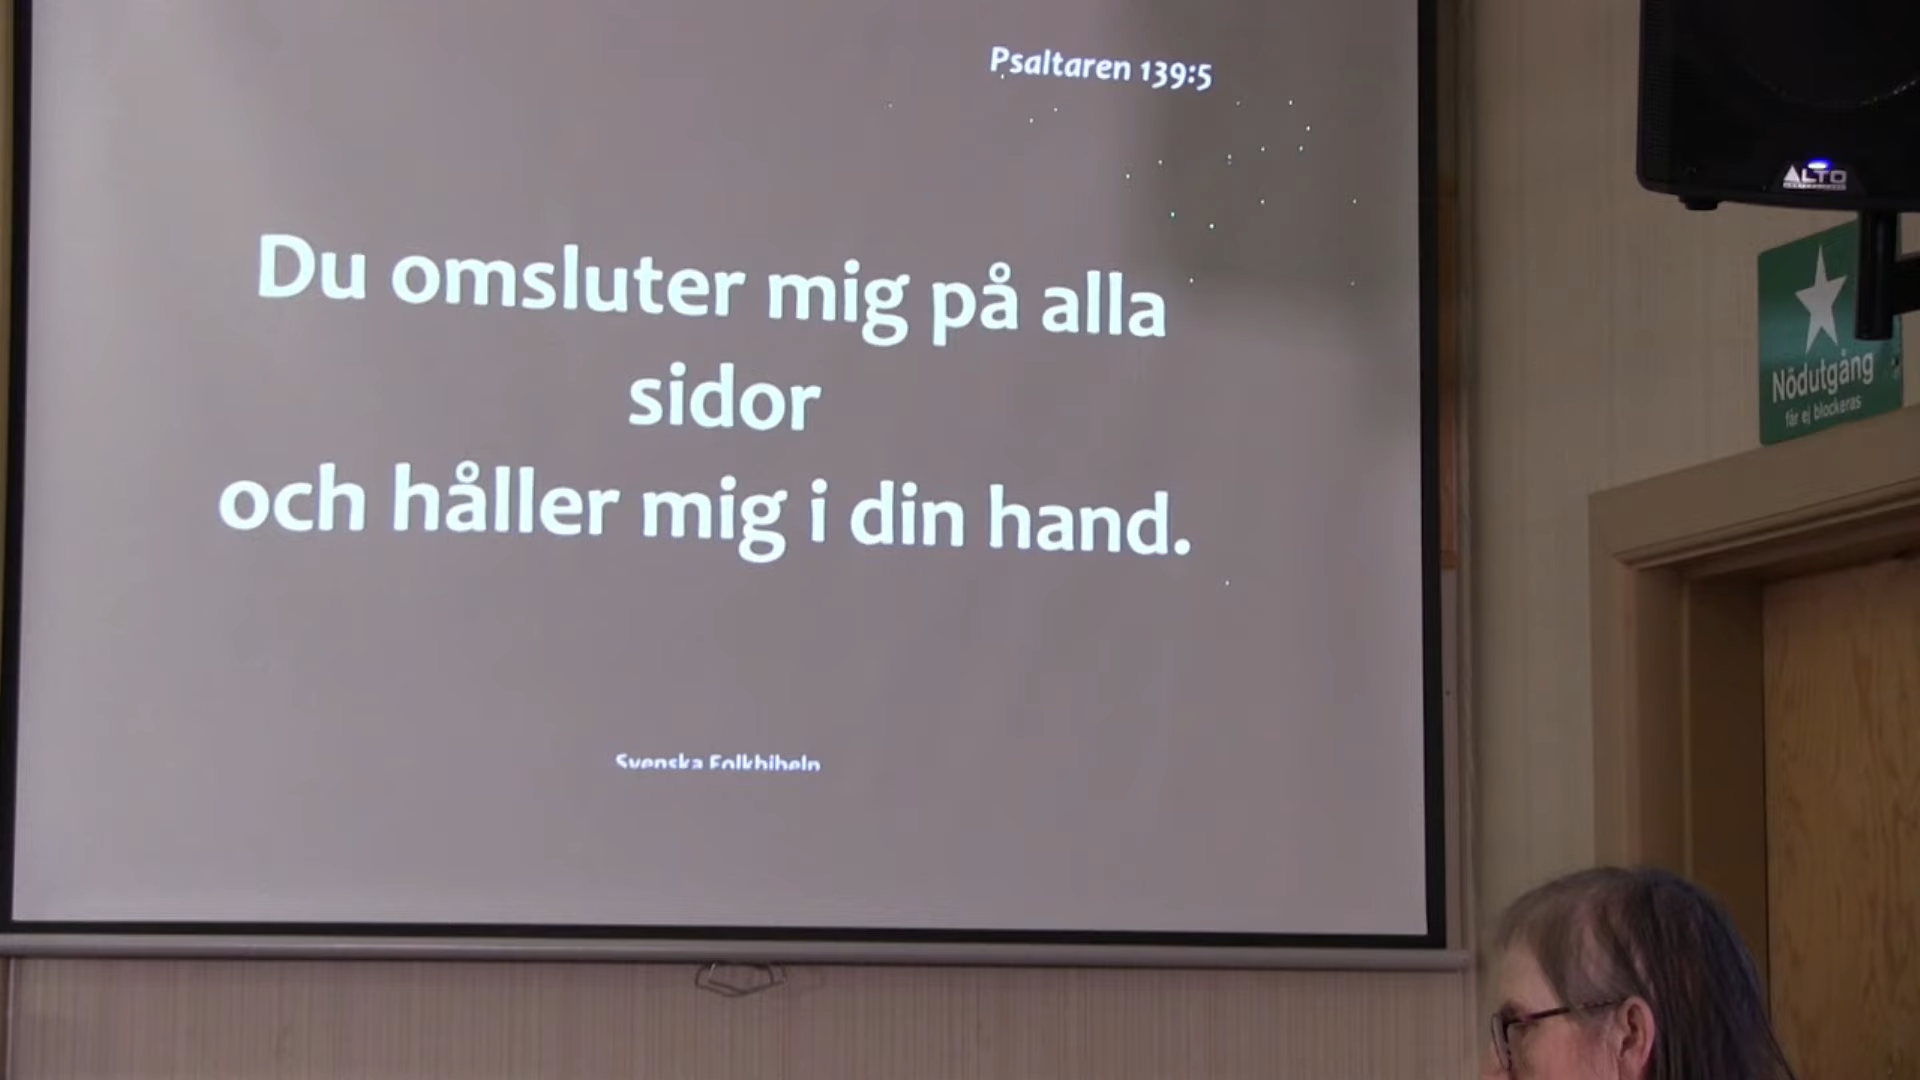 Psaltaren 139:5
Du omsluter mig på alla
sidor
och håller mig i din hand.
Svenska Folkbibeln
ALTO
Nödutgång
får ej blockeras